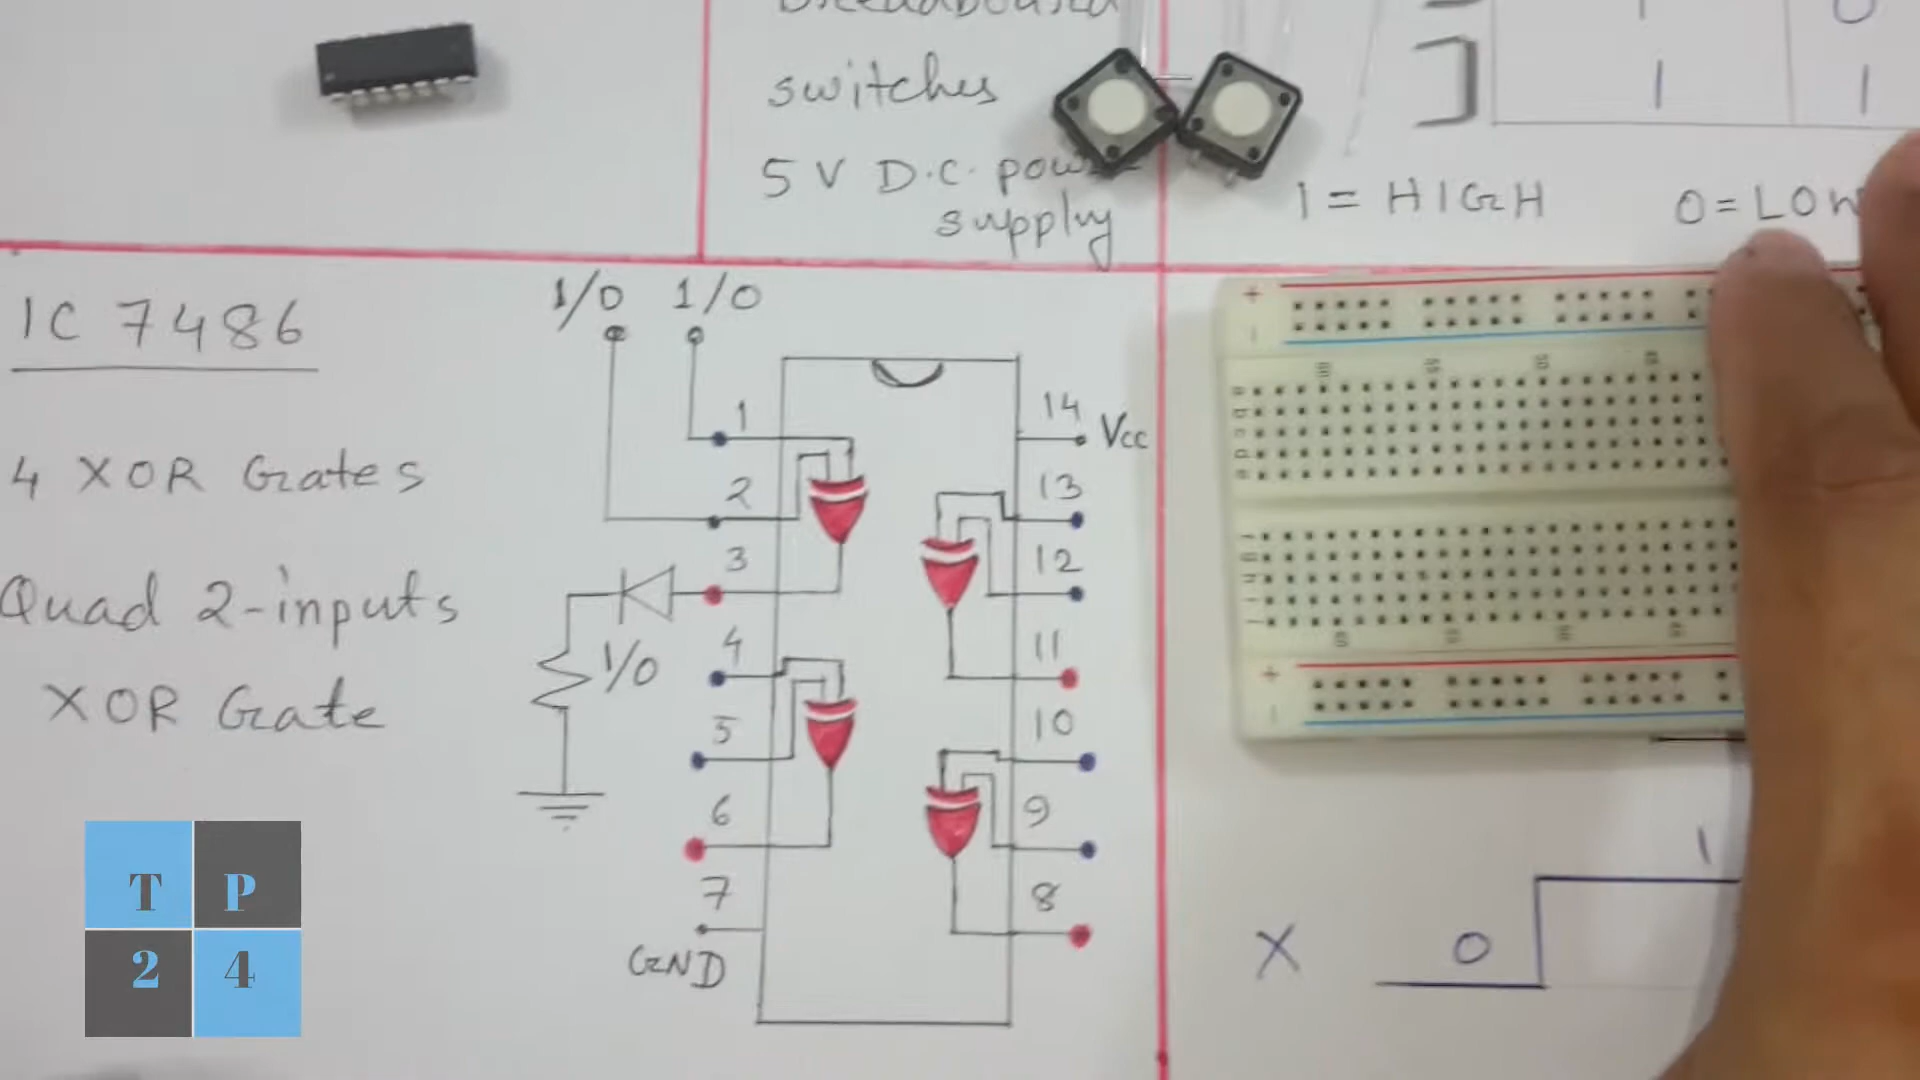 switches
5 V D.C. power
supply
1
0
1
1
1 = HIGH 0 = LOW
IC 7486
4 XOR Gates
Quad 2-inputs
XOR Gate
1/0 1/0
1
2
3
1/0
4
5
6
7
GND
14
Vcc
13
12
11
10
9
8
X 0 1
T P
2 4